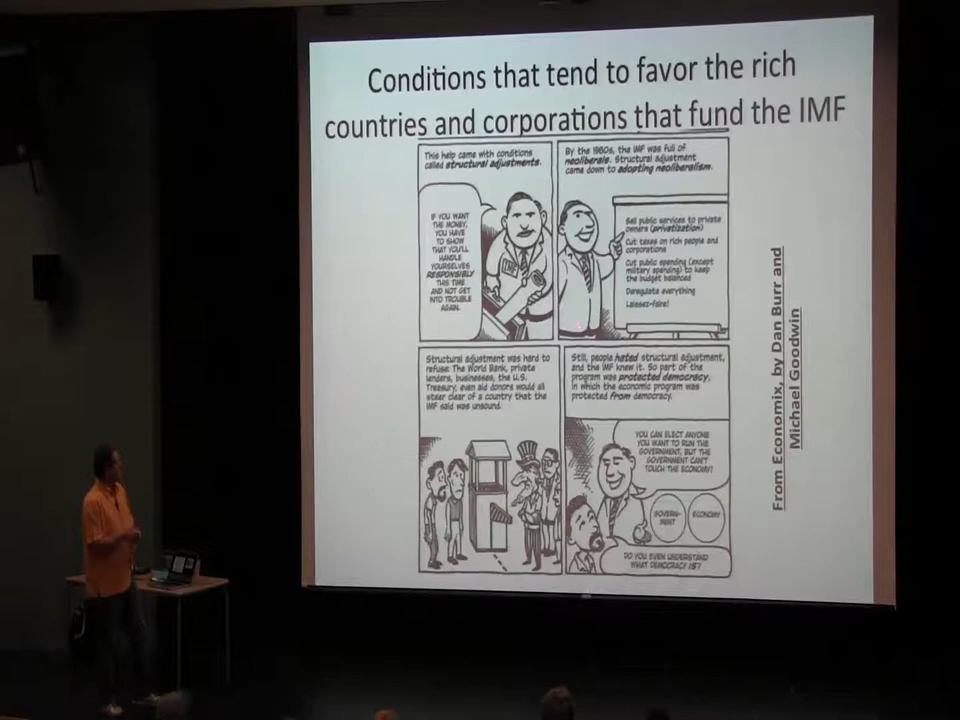 Conditions that tend to favor the rich
countries and corporations that fund the IMF
This help came with conditions
called structural adjustments.
IF YOU WANT
THE MONEY,
YOU HAVE
TO SHOW
THAT YOU'LL
HANDLE
YOURSELVES
RESPONSIBLY
THIS TIME
AND NOT GET
INTO TROUBLE
AGAIN.
THE
By the 1980s, the IMF was full of
neoliberals. Structural adjustment
came down to adopting neoliberalism.
Sell public services to private
owners (privatization)
Cut taxes on rich people and
corporations
Cut public spending (except
military spending) to keep
the budget balanced
Deregulate everything
Laissez-faire!
Structural adjustment was hard to
refuse: The World Bank, private
lenders, businesses, the U.S.
Treasury, even aid donors would all
steer clear of a country that the
IMF said was unsound.
Still, people hated structural adjustment,
and the IMF knew it. So part of the
program was protected democracy,
in which the economic program was
protected from democracy.
YOU CAN ELECT ANYONE
YOU WANT TO RUN THE
GOVERNMENT, BUT THE
GOVERNMENT CAN'T
TOUCH THE ECONOMY!
GOVERN-
MENT
ECONOMY
DO YOU EVEN UNDERSTAND
WHAT DEMOCRACY IS?
From Economix, by Dan Burr and
Michael Goodwin